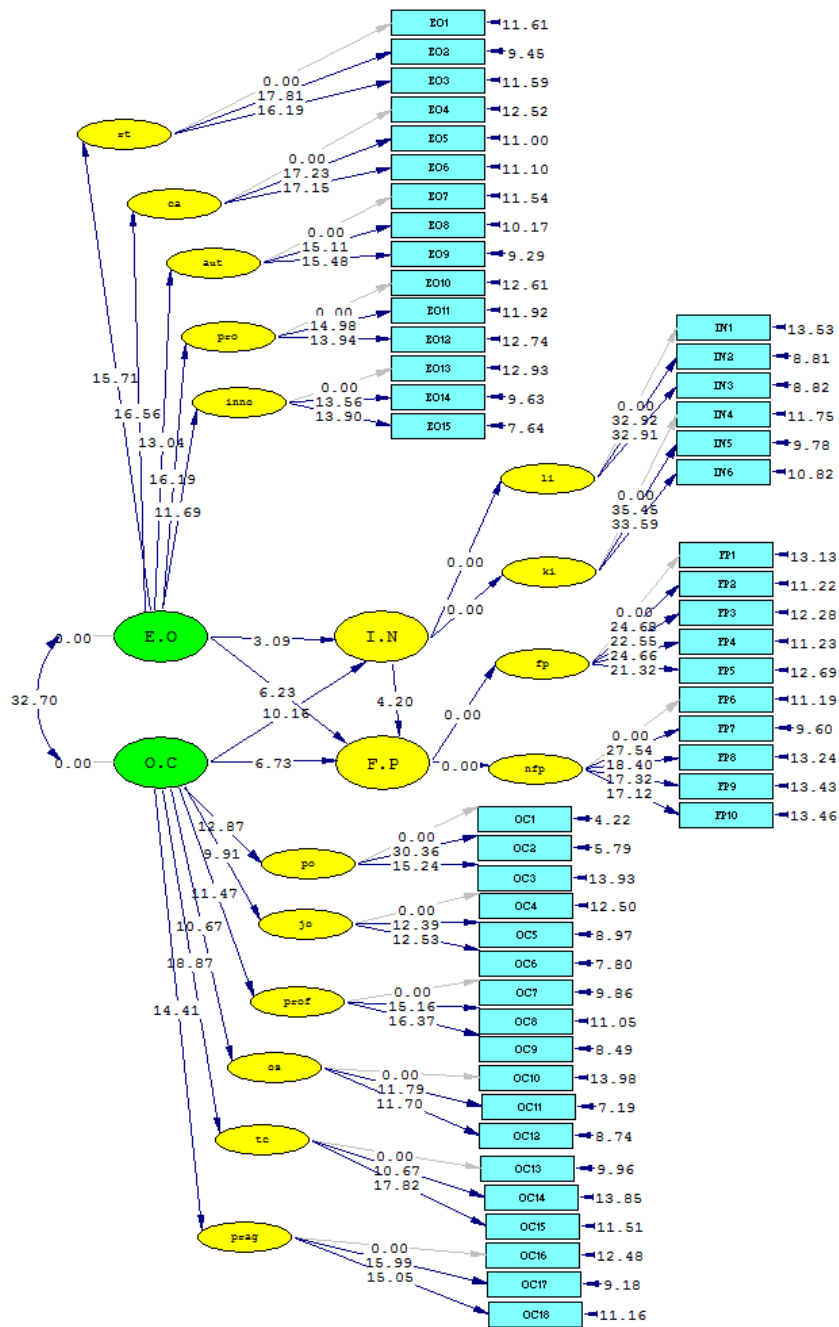 EO1 11.61
EO2 9.45
0.00
17.81
16.19
EO3 11.59
EO4 12.52
rt
EO5 11.00
0.00
17.23
17.15
EO6 11.10
EO7 11.54
ca
EO8 10.17
0.00
15.11
15.48
EO9 9.29
aut
EO10 12.61
EO11 11.92
0.00
14.98
13.94
EO12 12.74
pro
EO13 12.93
0.00
13.56
13.90
EO14 9.63
inno
EO15 7.64
15.71
16.56
13.04
16.19
11.69
IN1 13.53
IN2 8.81
IN3 8.82
0.00
32.92
32.91
IN4 11.75
IN5 9.78
IN6 10.82
li
0.00
35.45
33.59
ki
0.00
0.00
FP1 13.13
FP2 11.22
FP3 12.28
FP4 11.23
FP5 12.69
0.00
24.68
22.55
24.66
21.32
fp
0.00 E.O 3.09 I.N
32.70
6.23
10.16
4.20
0.00
0.00 O.C 6.73 F.P 0.00 nfp
FP6 11.19
FP7 9.60
FP8 13.24
FP9 13.43
FP10 13.46
0.00
27.54
18.40
17.32
17.12
12.87
9.91
11.47
10.67
18.87
14.41
OC1 4.22
OC2 5.79
0.00
30.36
15.24
po
OC3 13.93
OC4 12.50
0.00
12.39
12.53
jo
OC5 8.97
OC6 7.80
OC7 9.86
0.00
15.16
16.37
prof
OC8 11.05
OC9 8.49
oa
0.00
11.79
11.70
OC10 13.98
OC11 7.19
OC12 8.74
tc
0.00
10.67
17.82
OC13 9.96
OC14 13.85
OC15 11.51
prag
0.00
15.99
15.05
OC16 12.48
OC17 9.18
OC18 11.16